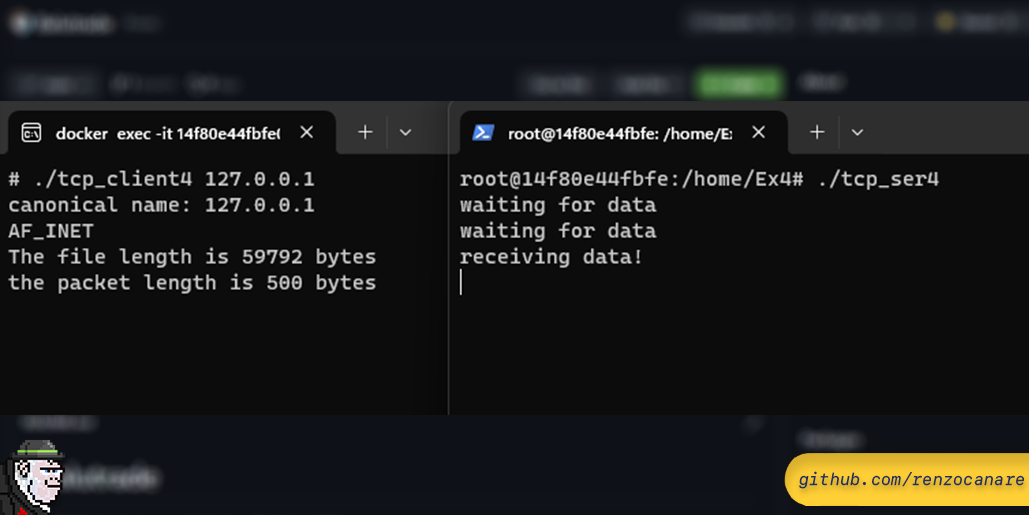 docker exec -it 14f80e44fbfe(
root@14f80e44fbfe: /home/E:
# ./tcp_client4 127.0.0.1
canonical name: 127.0.0.1
AF_INET
The file length is 59792 bytes
the packet length is 500 bytes
root@14f80e44fbfe:/home/Ex4# ./tcp_ser4
waiting for data
waiting for data
receiving data!
github.com/renzocanare